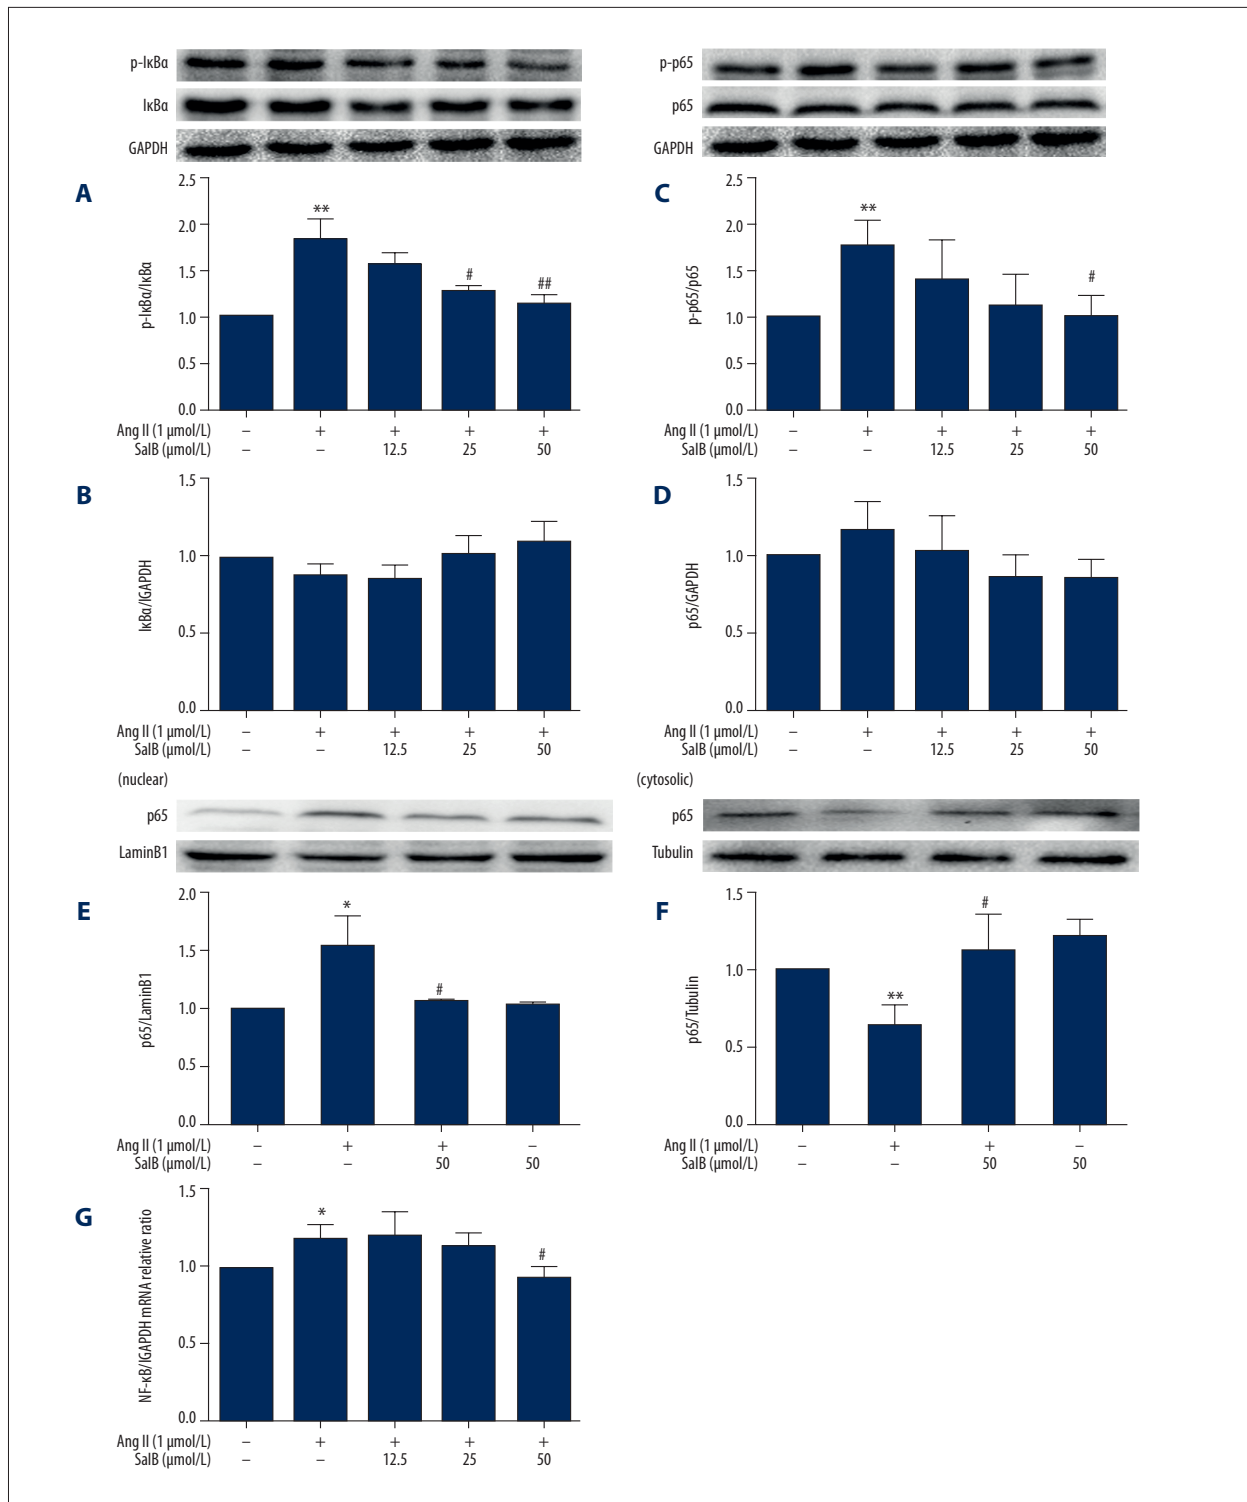 p-IκBα
IκBα
GAPDH
p-p65
p65
GAPDH
A
2.5
2.0
1.5
1.0
0.5
0.0
p-IκBα/IκBα
**
#
##
Ang II (1 µmol/L) – + + + +
SalB (µmol/L) – – 12.5 25 50
C
2.5
2.0
1.5
1.0
0.5
0.0
p-p65/p65
**
#
Ang II (1 µmol/L) – + + + +
SalB (µmol/L) – – 12.5 25 50
B
1.5
1.0
0.5
0.0
IκBα/IGAPDH
Ang II (1 µmol/L) – + + + +
SalB (µmol/L) – – 12.5 25 50
D
1.5
1.0
0.5
0.0
p65/GAPDH
Ang II (1 µmol/L) – + + + +
SalB (µmol/L) – – 12.5 25 50
(nuclear)
p65
LaminB1
(cytosolic)
p65
Tubulin
E
2.0
1.5
1.0
0.5
0.0
p65/LaminB1
*
#
Ang II (1 µmol/L) – + + –
SalB (µmol/L) – – 50 50
F
1.5
1.0
0.5
0.0
p65/Tubulin
**
#
Ang II (1 µmol/L) – + + –
SalB (µmol/L) – – 50 50
G
1.5
1.0
0.5
0.0
NF-κB/IGAPDH mRNA relative ratio
*
#
Ang II (1 µmol/L) – + + + +
SalB (µmol/L) – – 12.5 25 50